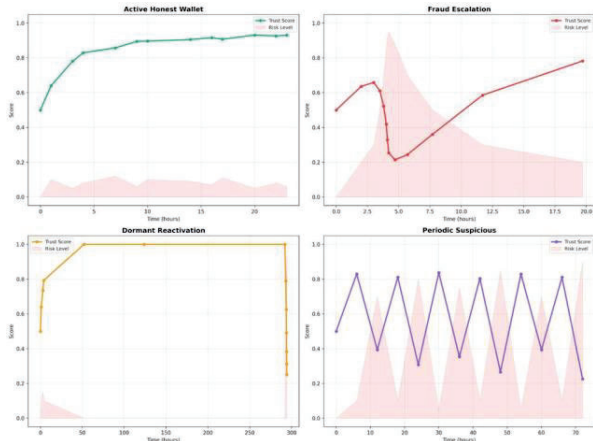 Active Honest Wallet
Trust Score
Risk Level
1.0
0.8
0.6
0.4
0.2
0.0
Score
0
5
10
15
20
Time (hours)
Fraud Escalation
Trust Score
Risk Level
1.0
0.8
0.6
0.4
0.2
0.0
Score
0.0
2.5
5.0
7.5
10.0
12.5
15.0
17.5
20.0
Time (hours)
Dormant Reactivation
Trust Score
Risk Level
1.0
0.8
0.6
0.4
0.2
0.0
Score
0
50
100
150
200
250
300
Time (hours)
Periodic Suspicious
Trust Score
Risk Level
1.0
0.8
0.6
0.4
0.2
0.0
Score
0
10
20
30
40
50
60
70
Time (hours)